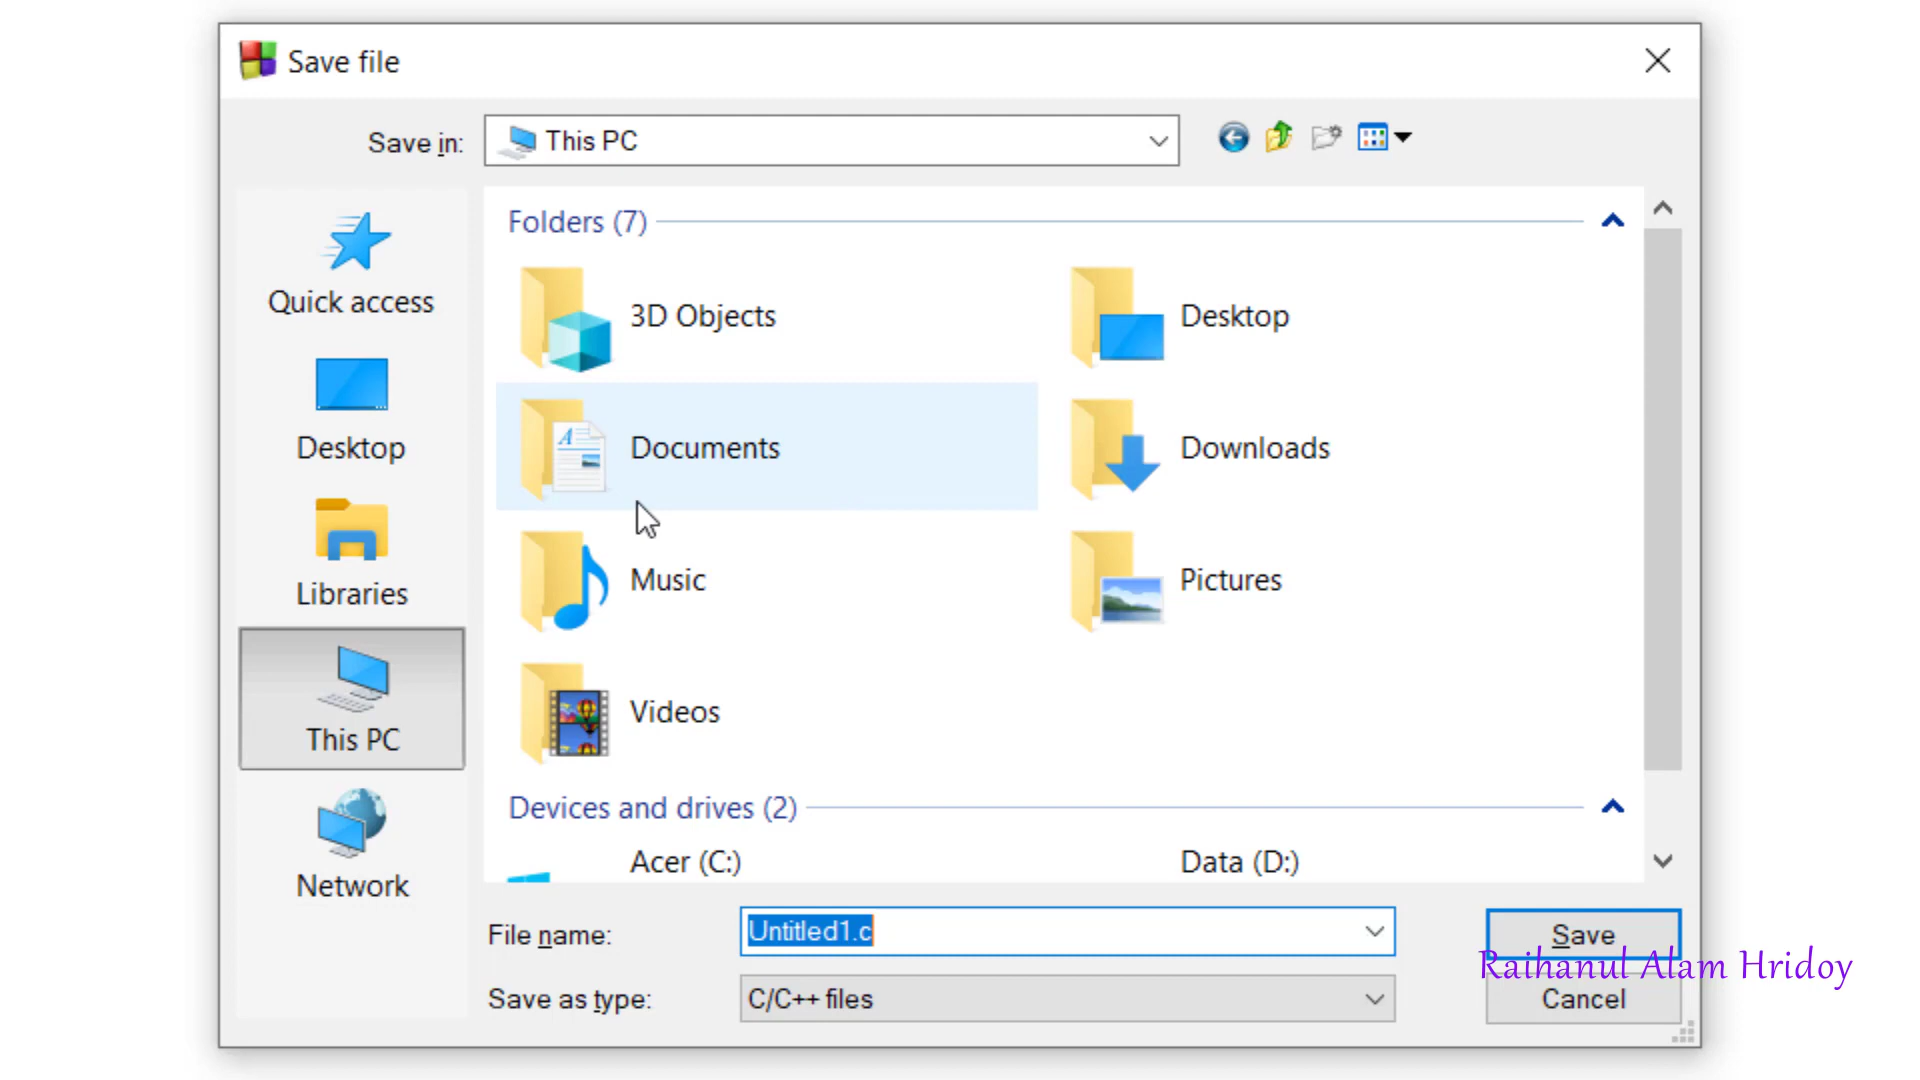 Save file
Save in:
This PC
Quick access
Desktop
Libraries
This PC
Network
Folders (7)
3D Objects
Desktop
Documents
Downloads
Music
Pictures
Videos
Devices and drives (2)
Acer (C:)
Data (D:)
File name:
Untitled1.c
Save
Raihanul Alam Hridoy
Save as type:
C/C++ files
Cancel